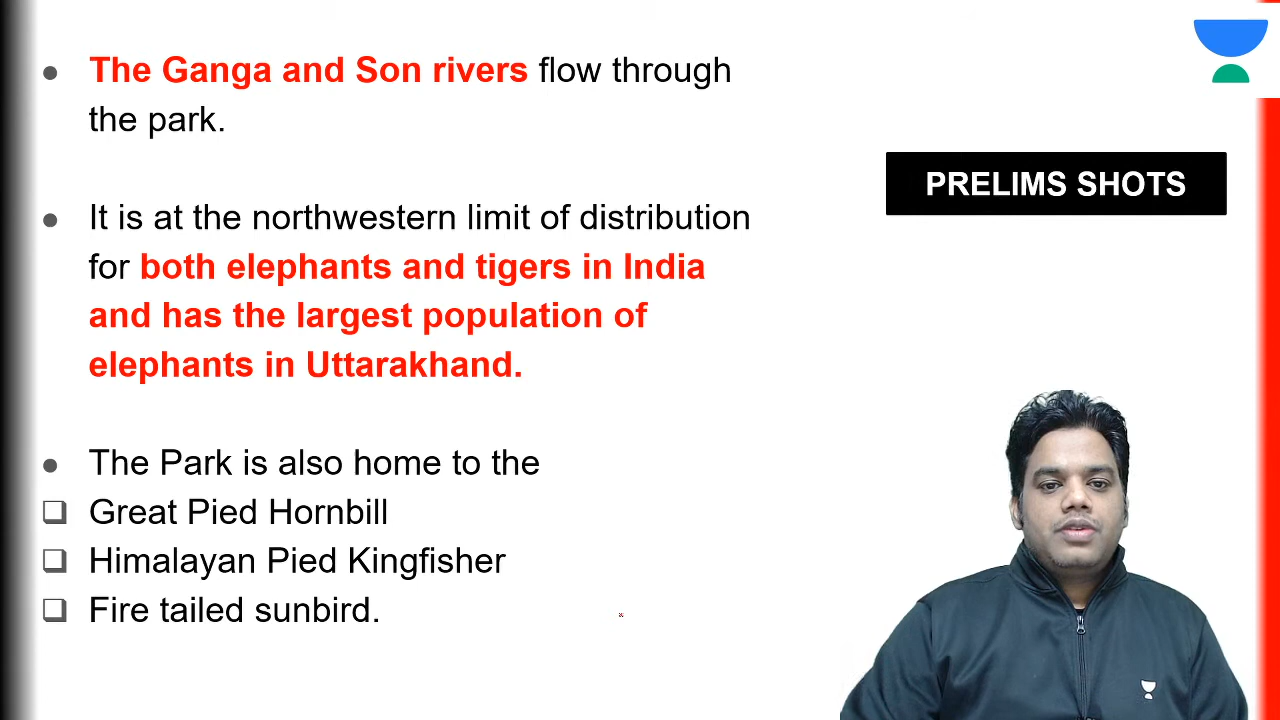 The Ganga and Son rivers flow through
the park.
PRELIMS SHOTS
It is at the northwestern limit of distribution
for both elephants and tigers in India
and has the largest population of
elephants in Uttarakhand.
The Park is also home to the
Great Pied Hornbill
Himalayan Pied Kingfisher
Fire tailed sunbird.